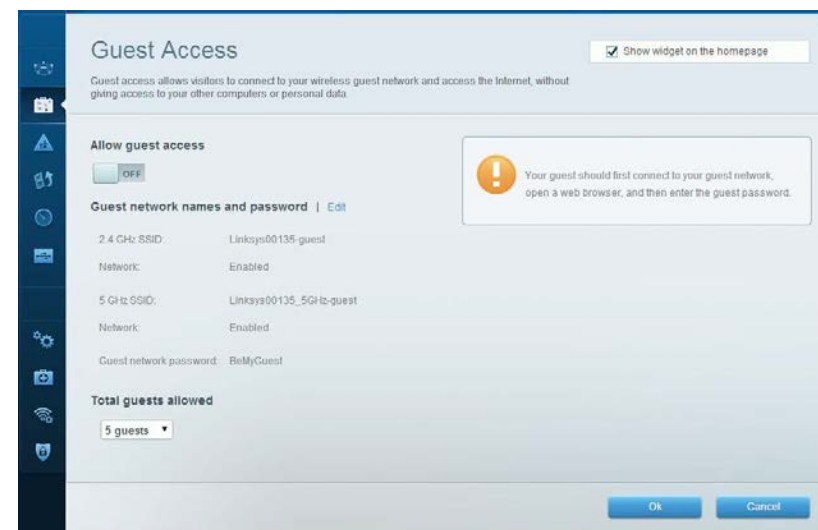 Guest Access
Show widget on the homepage
Guest access allows visitors to connect to your wireless guest network and access the Internet, without
giving access to your other computers or personal data.
Allow guest access
OFF
Your guest should first connect to your guest network,
open a web browser, and then enter the guest password.
Guest network names and password | Edit
2.4 GHz SSID: Linksys00135-guest
Network: Enabled
5 GHz SSID: Linksys00135_5GHz-guest
Network: Enabled
Guest network password: BeMyGuest
Total guests allowed
5 guests
Ok Cancel